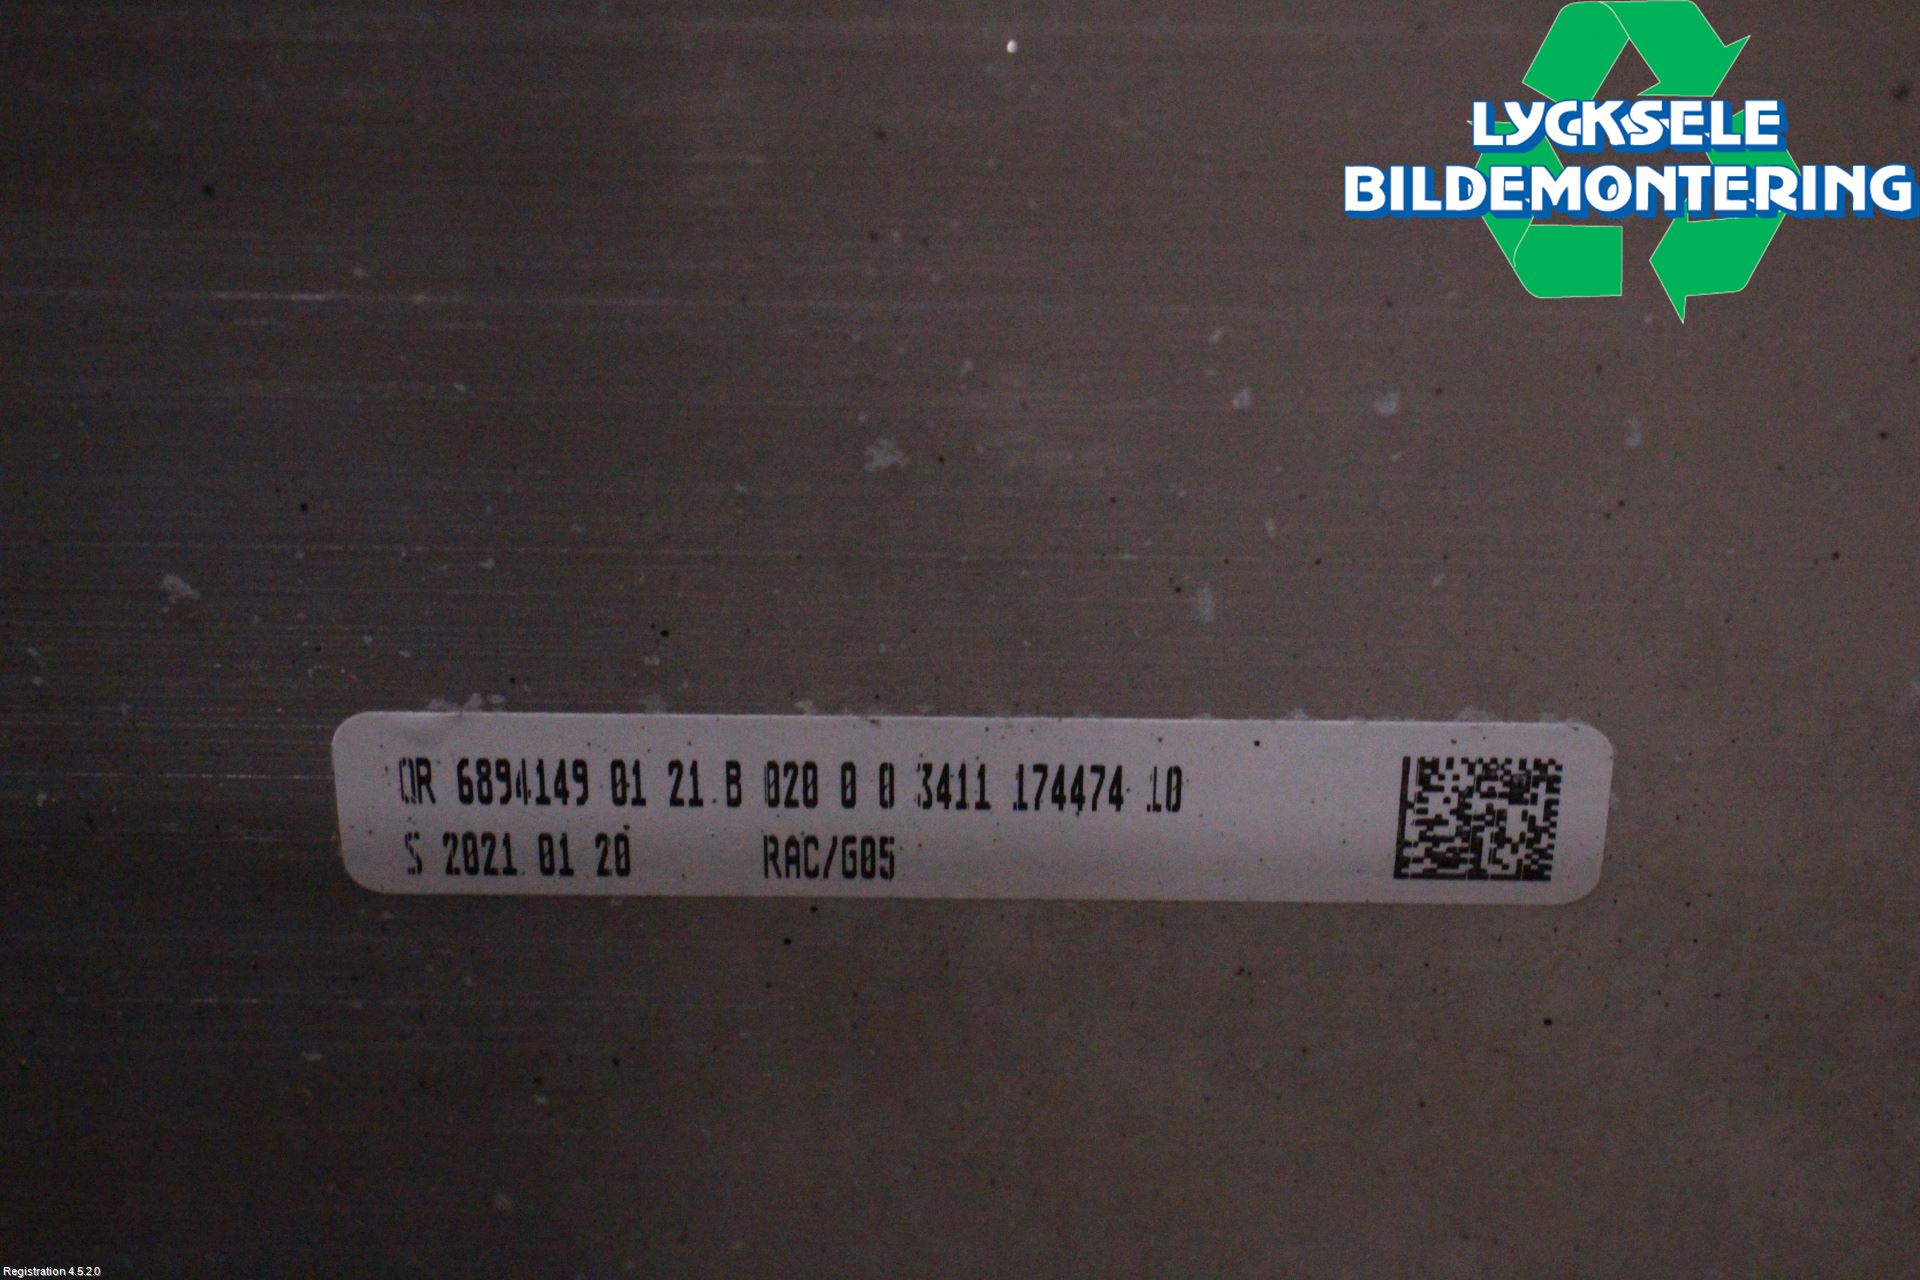 LYCKSELE
BILDEMONTERING
OR 6894149 01 21 B 020 0 0 3411 174474 10
S 2021 01 20 RAC/G05
Registration 4.5.2.0